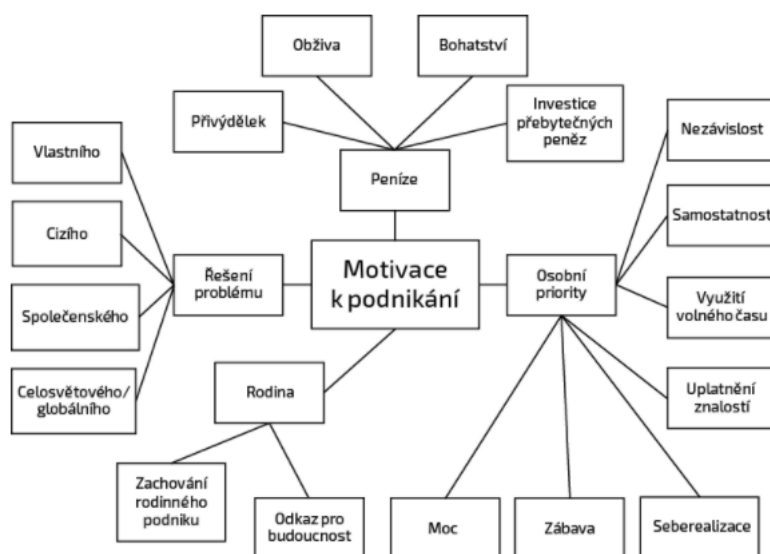 Obživa
Bohatství
Přivýdělek
Investice
přebytečných
peněz
Nezávislost
Vlastního
Peníze
Samostatnost
Cizího
Řešení
problému
Motivace
k podnikání
Osobní
priority
Společenského
Využití
volného času
Celosvětového/
globálního
Rodina
Uplatnění
znalostí
Zachování
rodinného
podniku
Odkaz pro
budoucnost
Moc
Zábava
Seberealizace